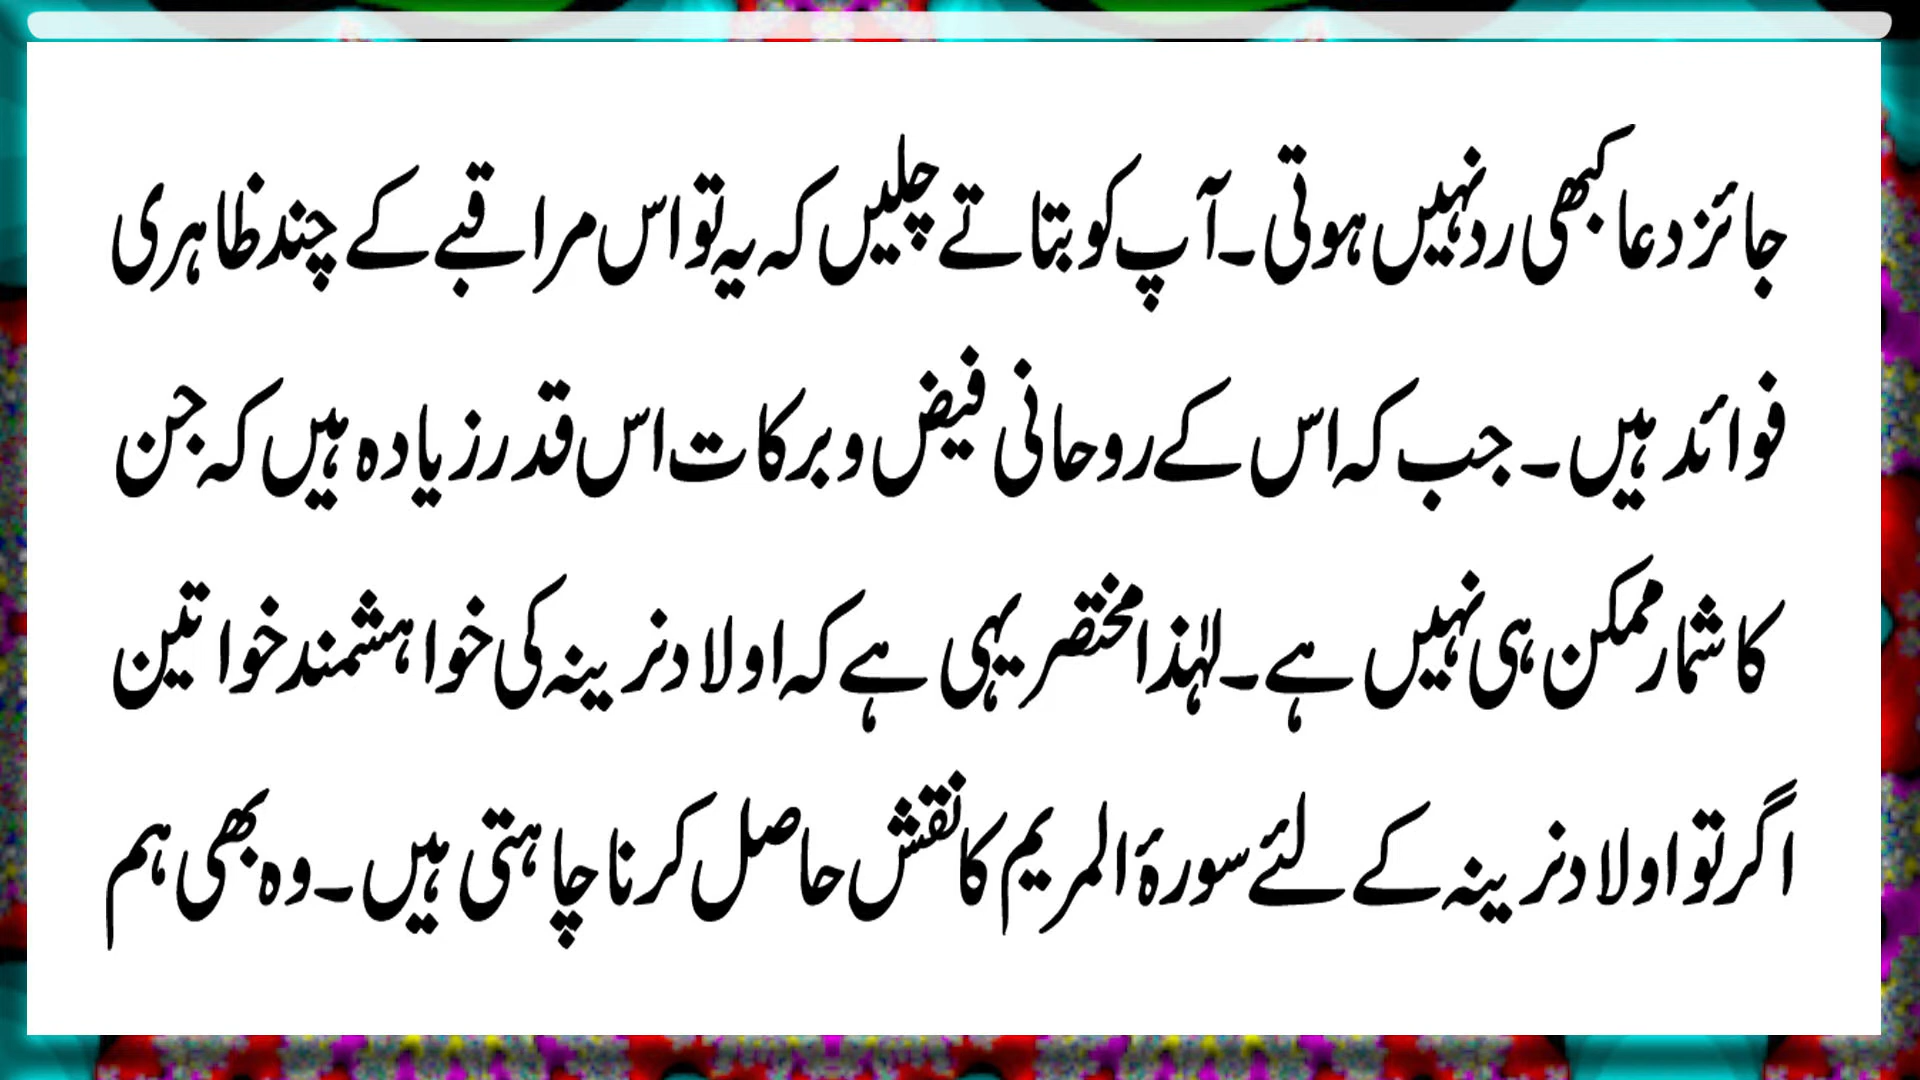 جائز دعا کبھی رد نہیں ہوتی۔ آپ کو بتاتے چلیں کہ یہ تو اس مراقبے کے چند ظاہری
فوائد ہیں۔ جب کہ اس کے روحانی فیض و برکات اس قدر زیادہ ہیں کہ جن
کا شمار ممکن ہی نہیں ہے۔ لہٰذا مختصر یہی ہے کہ اولاد نرینہ کی خواہشمند خواتین
اگر تو اولاد نرینہ کے لئے سورۂ المریم کا نقش حاصل کرنا چاہتی ہیں۔ وہ بھی ہم